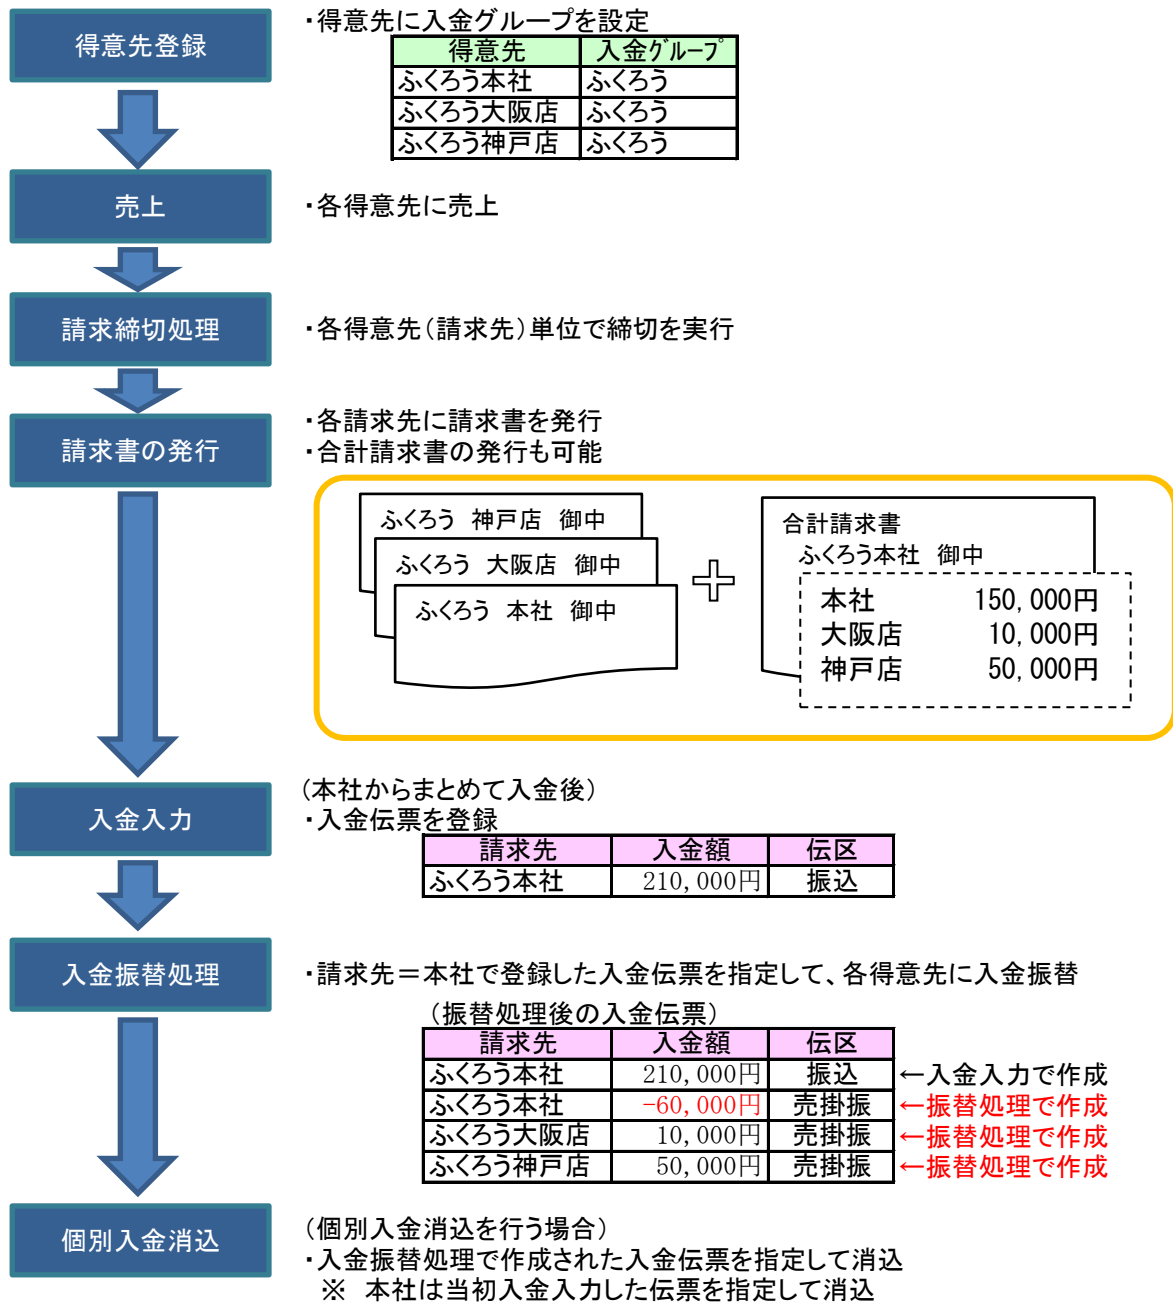 得意先登録
・得意先に入金グループを設定
得意先 入金ｸﾞﾙｰﾌﾟ
ふくろう本社 ふくろう
ふくろう大阪店 ふくろう
ふくろう神戸店 ふくろう
売上
・各得意先に売上
請求締切処理
・各得意先（請求先）単位で締切を実行
請求書の発行
・各請求先に請求書を発行
・合計請求書の発行も可能
ふくろう 神戸店 御中
ふくろう 大阪店 御中
ふくろう 本社 御中
合計請求書
ふくろう本社 御中
本社 150,000円
大阪店 10,000円
神戸店 50,000円
入金入力
（本社からまとめて入金後）
・入金伝票を登録
請求先 入金額 伝区
ふくろう本社 210,000円 振込
入金振替処理
・請求先＝本社で登録した入金伝票を指定して、各得意先に入金振替
（振替処理後の入金伝票）
請求先 入金額 伝区
ふくろう本社 210,000円 振込 ←入金入力で作成
ふくろう本社 -60,000円 売掛振 ←振替処理で作成
ふくろう大阪店 10,000円 売掛振 ←振替処理で作成
ふくろう神戸店 50,000円 売掛振 ←振替処理で作成
個別入金消込
（個別入金消込を行う場合）
・入金振替処理で作成された入金伝票を指定して消込
※ 本社は当初入金入力した伝票を指定して消込